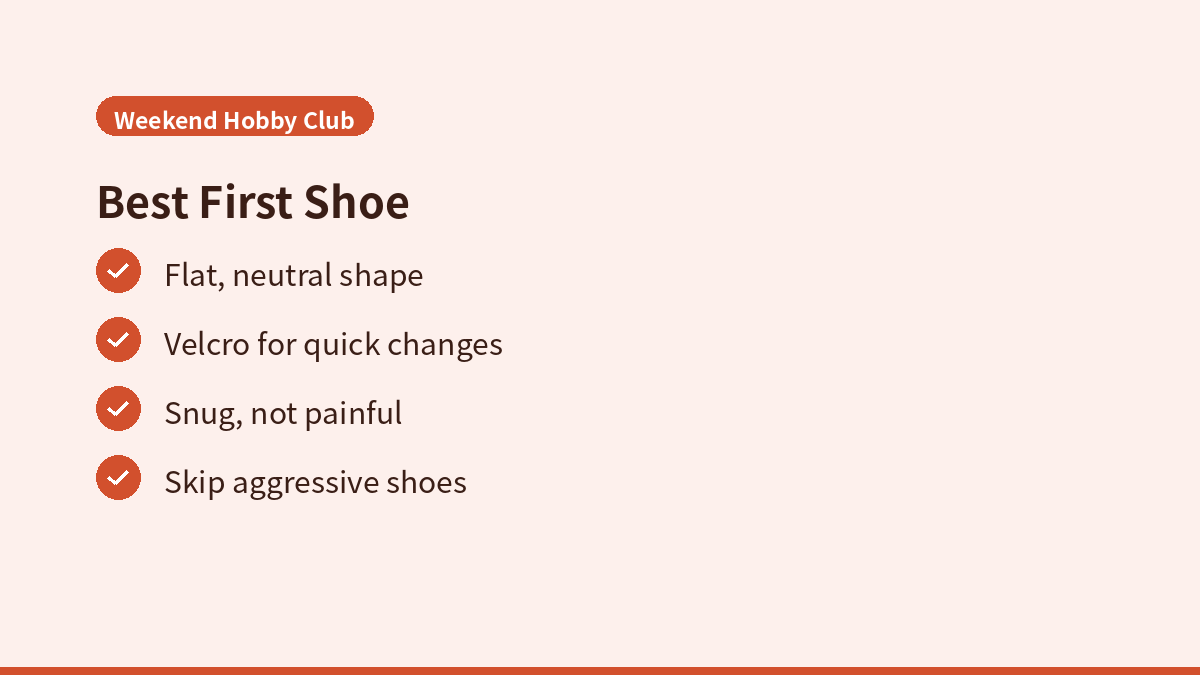 Weekend Hobby Club
Best First Shoe
Flat, neutral shape
Velcro for quick changes
Snug, not painful
Skip aggressive shoes